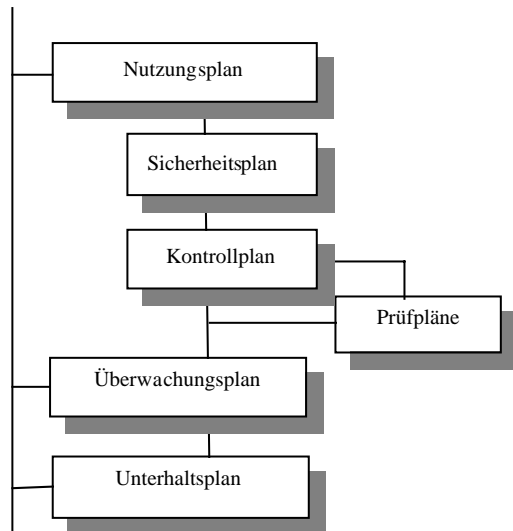 Nutzungsplan
Sicherheitsplan
Kontrollplan
Prüfpläne
Überwachungsplan
Unterhaltsplan